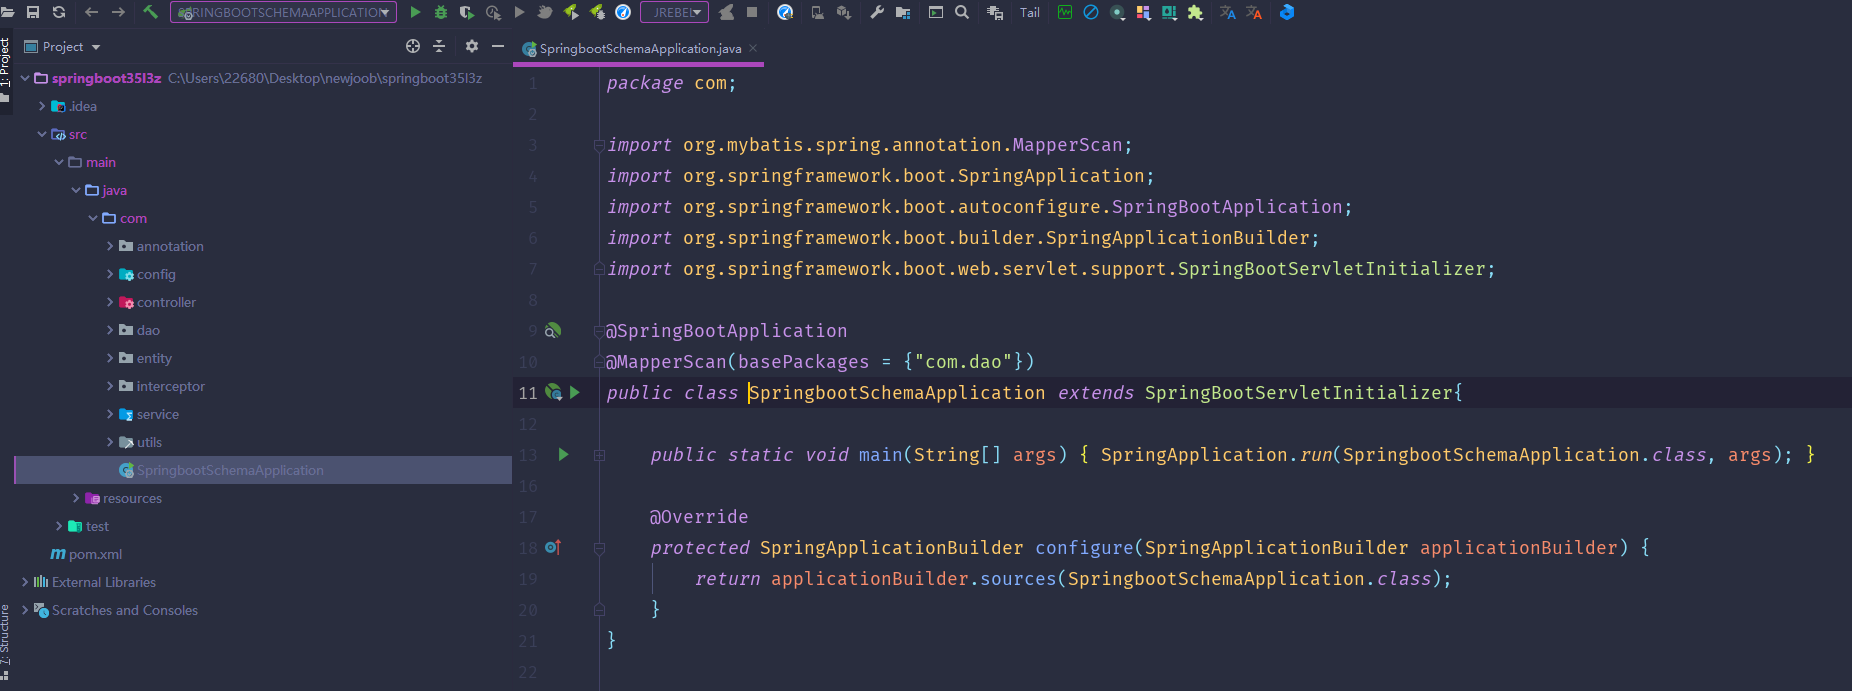 SPRINGBOOTSCHEMAAPPLICATION
JREBEL
Tail
1: Project
Project
SpringbootSchemaApplication.java
springboot35l3z C:\Users\22680\Desktop\newjoob\springboot35l3z
.idea
src
main
java
com
annotation
config
controller
dao
entity
interceptor
service
utils
SpringbootSchemaApplication
resources
test
pom.xml
External Libraries
Scratches and Consoles
7: Structure
1 package com;
2
3 import org.mybatis.spring.annotation.MapperScan;
4 import org.springframework.boot.SpringApplication;
5 import org.springframework.boot.autoconfigure.SpringBootApplication;
6 import org.springframework.boot.builder.SpringApplicationBuilder;
7 import org.springframework.boot.web.servlet.support.SpringBootServletInitializer;
8
9 @SpringBootApplication
10 @MapperScan(basePackages = {"com.dao"})
11 public class SpringbootSchemaApplication extends SpringBootServletInitializer{
12
13 public static void main(String[] args) { SpringApplication.run(SpringbootSchemaApplication.class, args); }
16
17 @Override
18 protected SpringApplicationBuilder configure(SpringApplicationBuilder applicationBuilder) {
19 return applicationBuilder.sources(SpringbootSchemaApplication.class);
20 }
21 }
22